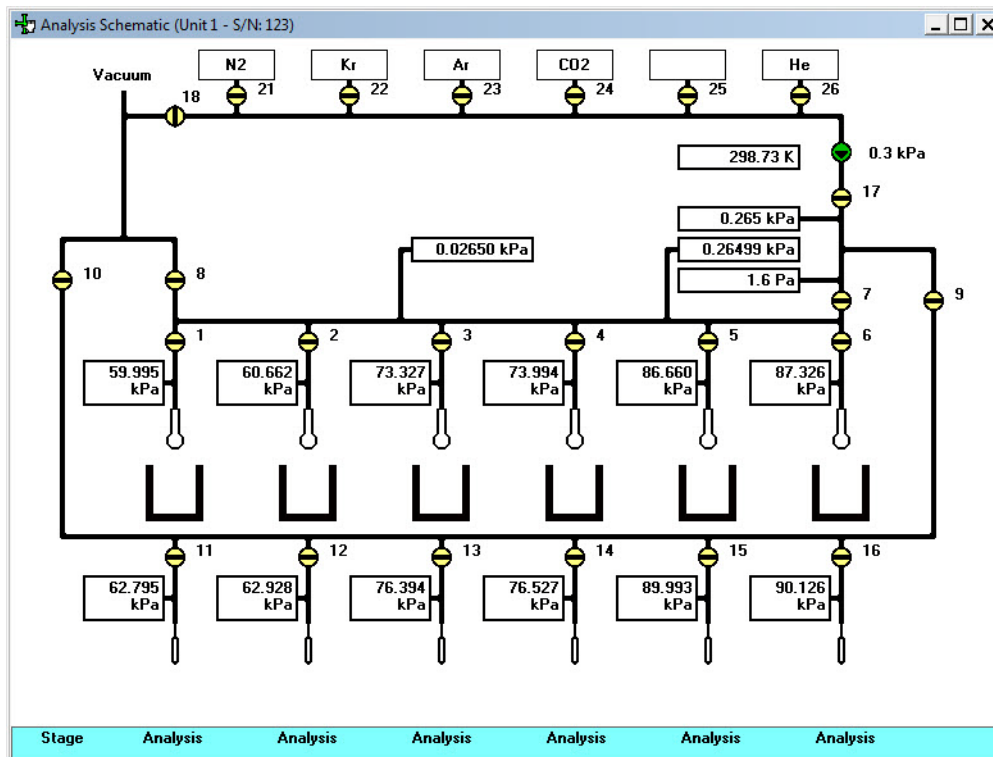 Analysis Schematic (Unit 1 - S/N: 123)
N2 Kr Ar CO2 He
Vacuum
21 22 23 24 25 26
18
298.73 K 0.3 kPa
17
0.265 kPa
0.02650 kPa 0.26499 kPa
10 8 1.6 Pa
7 9
1 2 3 4 5 6
59.995 60.662 73.327 73.994 86.660 87.326
kPa kPa kPa kPa kPa kPa
11 12 13 14 15 16
62.795 62.928 76.394 76.527 89.993 90.126
kPa kPa kPa kPa kPa kPa
Stage Analysis Analysis Analysis Analysis Analysis Analysis